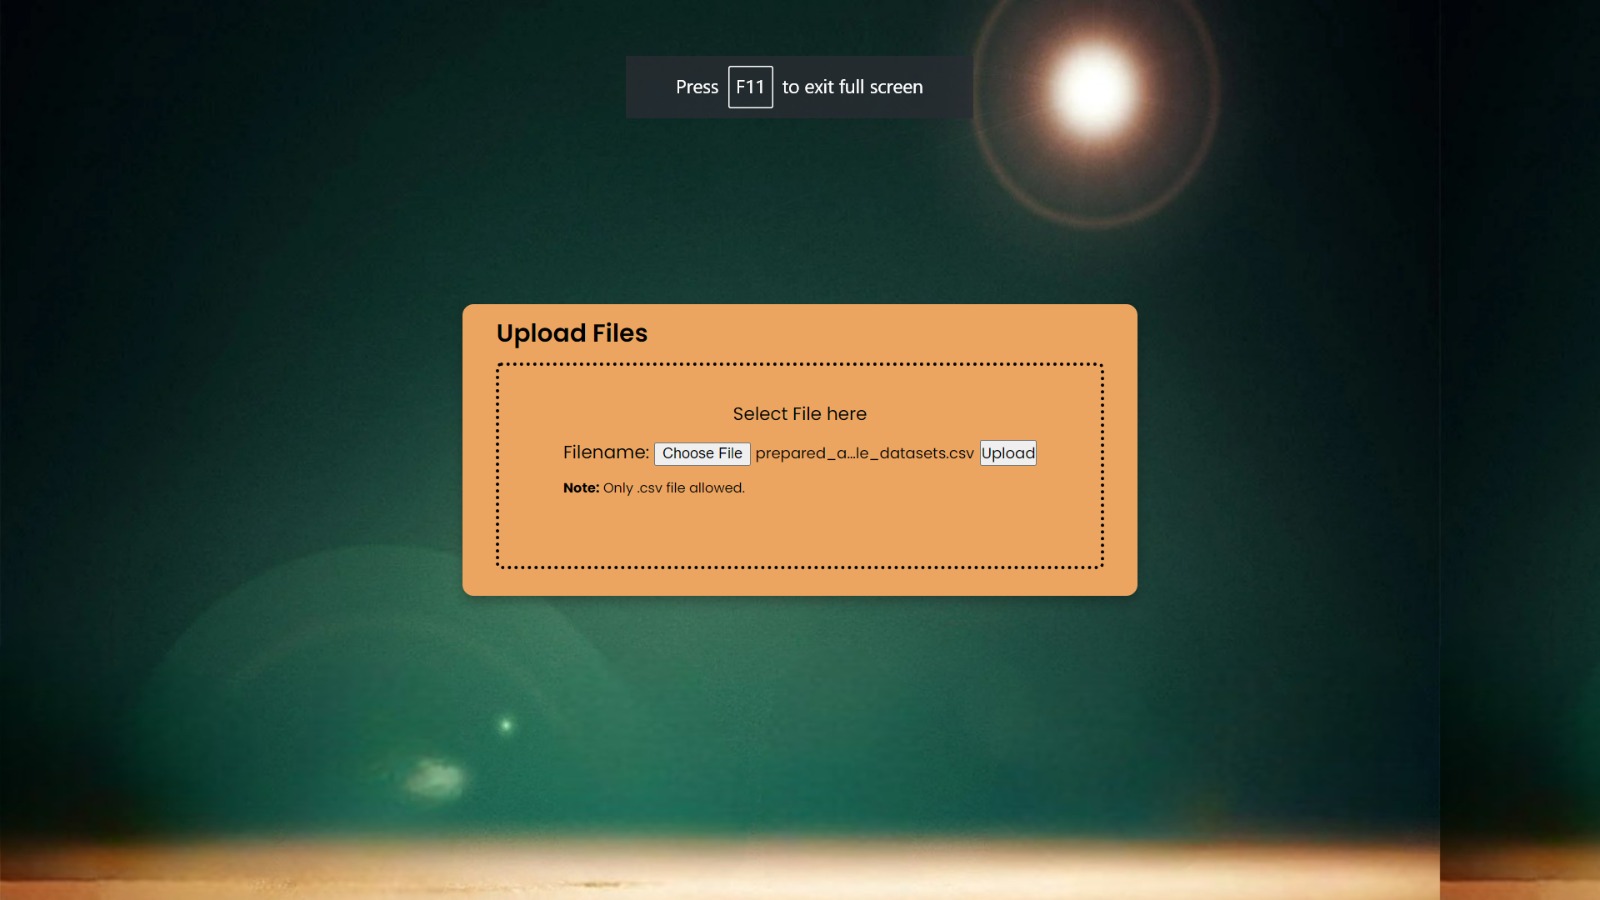 Press F11 to exit full screen
Upload Files
Select File here
Filename: Choose File prepared_a...le_datasets.csv Upload
Note: Only .csv file allowed.